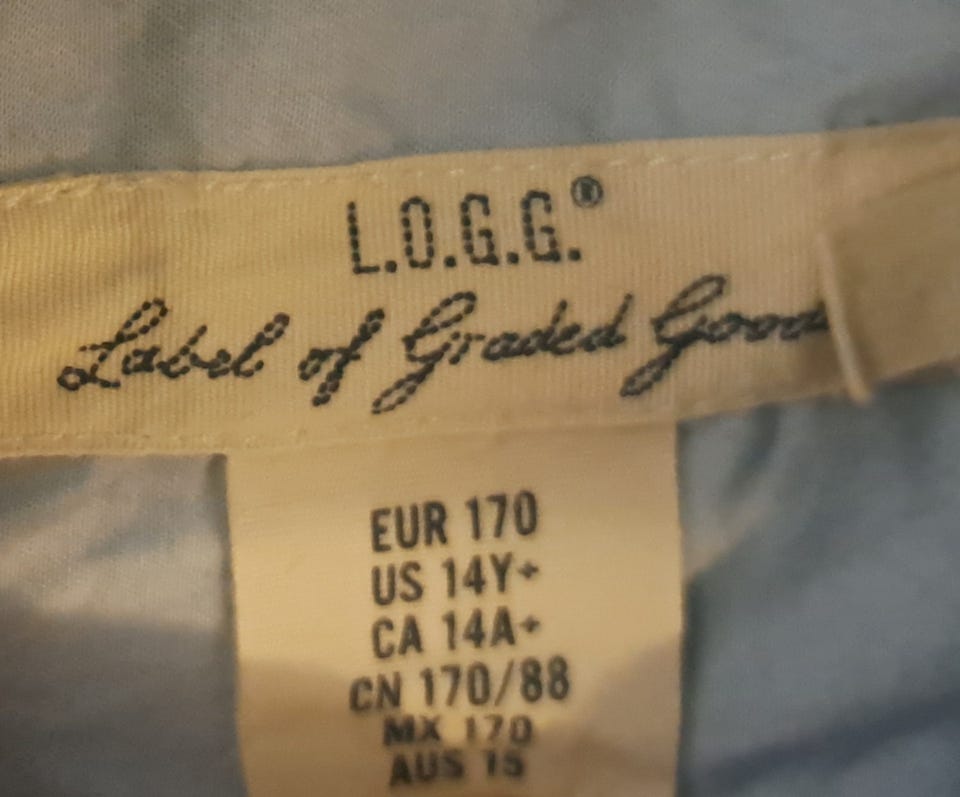 L.O.G.G.®
Label of Graded Good
EUR 170
US 14Y+
CA 14A+
CN 170/88
MX 170
AUS 15